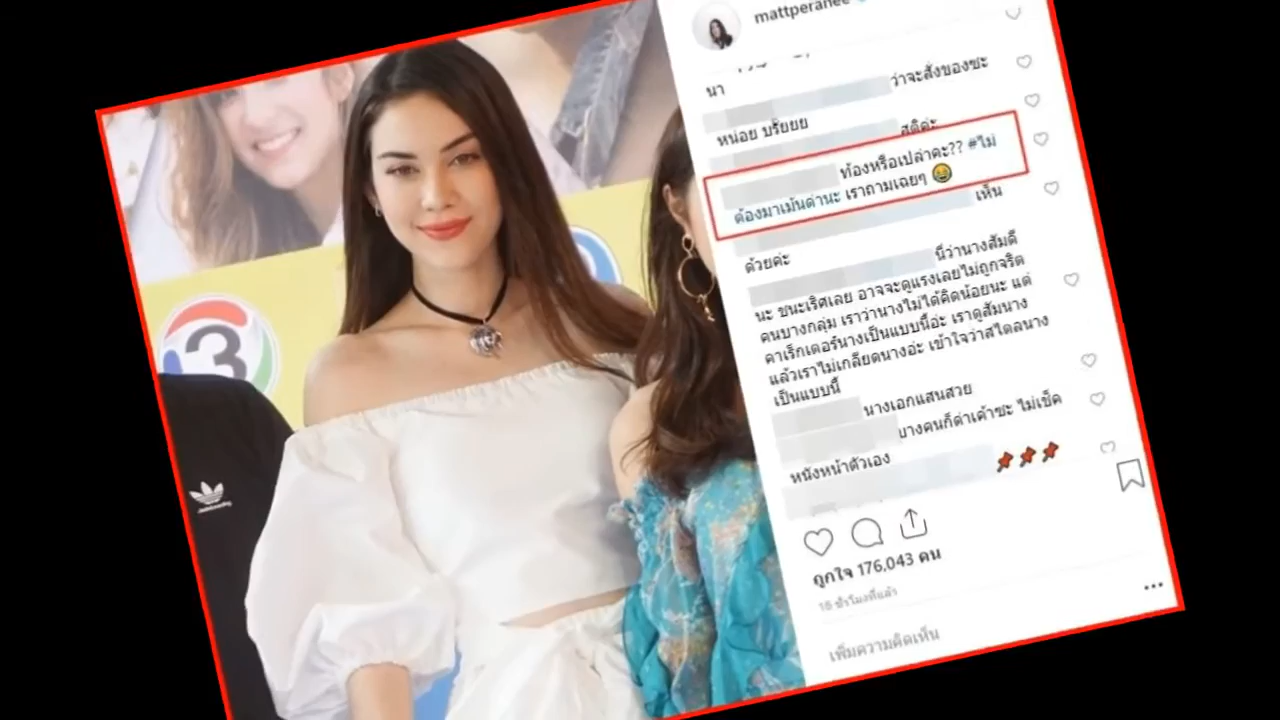 mattperanee
นา
ว่าจะสั่งของซะ
หน่อย บรัยยย
สติค่ะ
ท้องหรือเปล่าคะ?? #ไม่
ต้องมาเม้นด่านะ เราถามเฉยๆ 😂
เห็น
ด้วยค่ะ
นี่ว่านางสัมดี
นะ ชนะเริศเลย อาจจะดูแรงเลยไม่ถูกจริต
คนบางกลุ่ม เราว่านางไม่ได้คิดน้อยนะ แต่
คาเร็กเตอร์นางเป็นแบบนี้อ่ะ เราดูสัมนาง
แล้วเราไม่เกลียดนางอ่ะ เข้าใจว่าสไตลนาง
เป็นแบบนี้
นางเอกแสนสวย
บางคนก็ด่าเค้าซะ ไม่เช็ค
หนังหน้าตัวเอง
📌📌📌
ถูกใจ 176,043 คน
16 ชั่วโมงที่แล้ว
เพิ่มความคิดเห็น
3
adidas